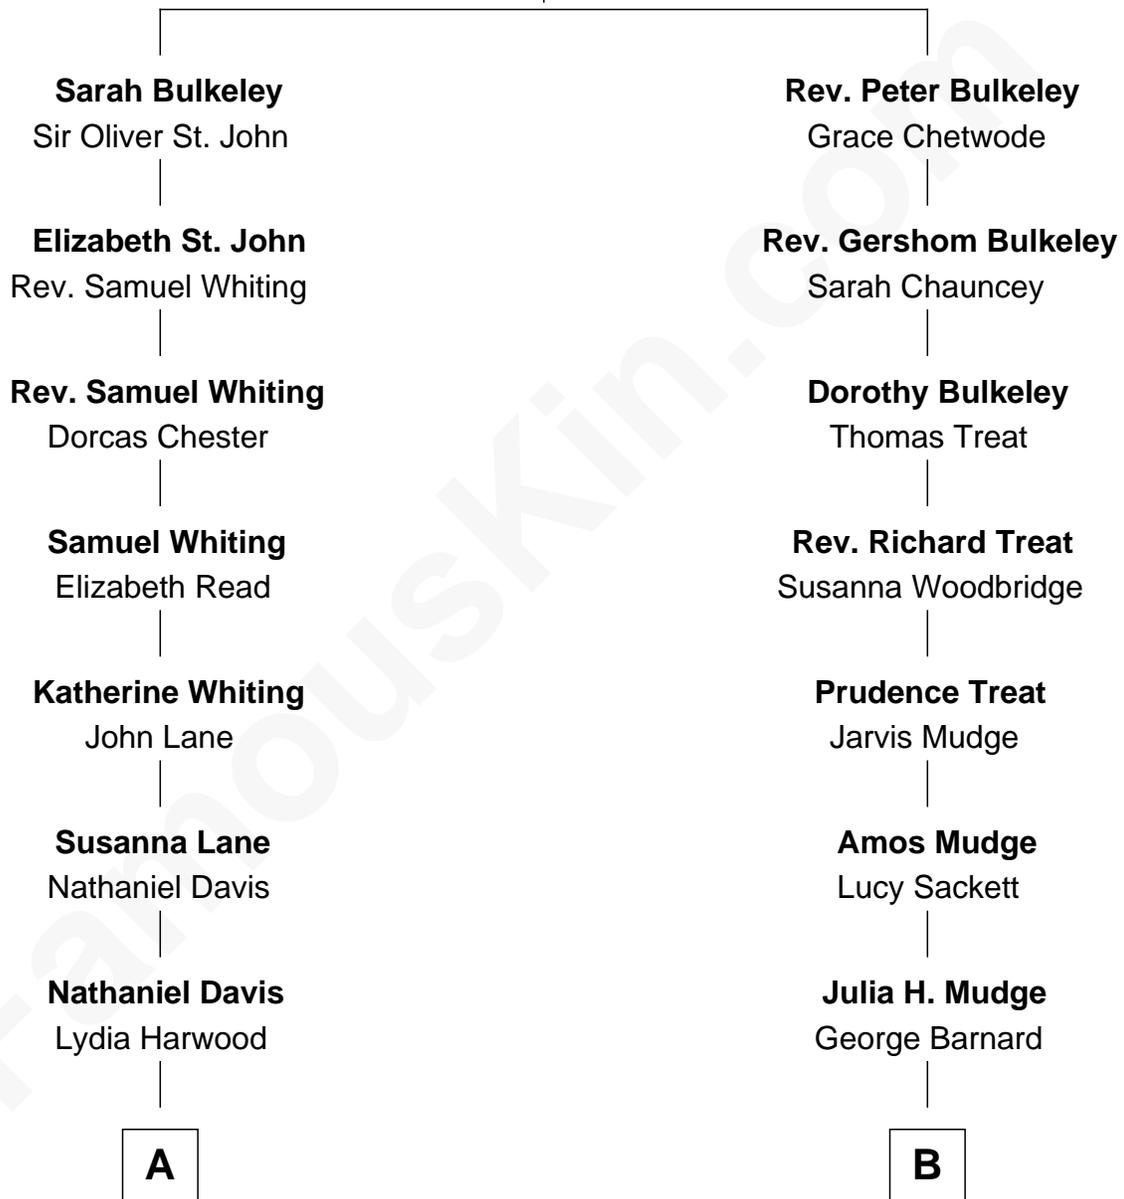 Sarah Bulkeley
Sir Oliver St. John
Elizabeth St. John
Rev. Samuel Whiting
Rev. Samuel Whiting
Dorcas Chester
Samuel Whiting
Elizabeth Read
Katherine Whiting
John Lane
Susanna Lane
Nathaniel Davis
Nathaniel Davis
Lydia Harwood
A
Rev. Peter Bulkeley
Grace Chetwode
Rev. Gershom Bulkeley
Sarah Chauncey
Dorothy Bulkeley
Thomas Treat
Rev. Richard Treat
Susanna Woodbridge
Prudence Treat
Jarvis Mudge
Amos Mudge
Lucy Sackett
Julia H. Mudge
George Barnard
B
FamousKin.com